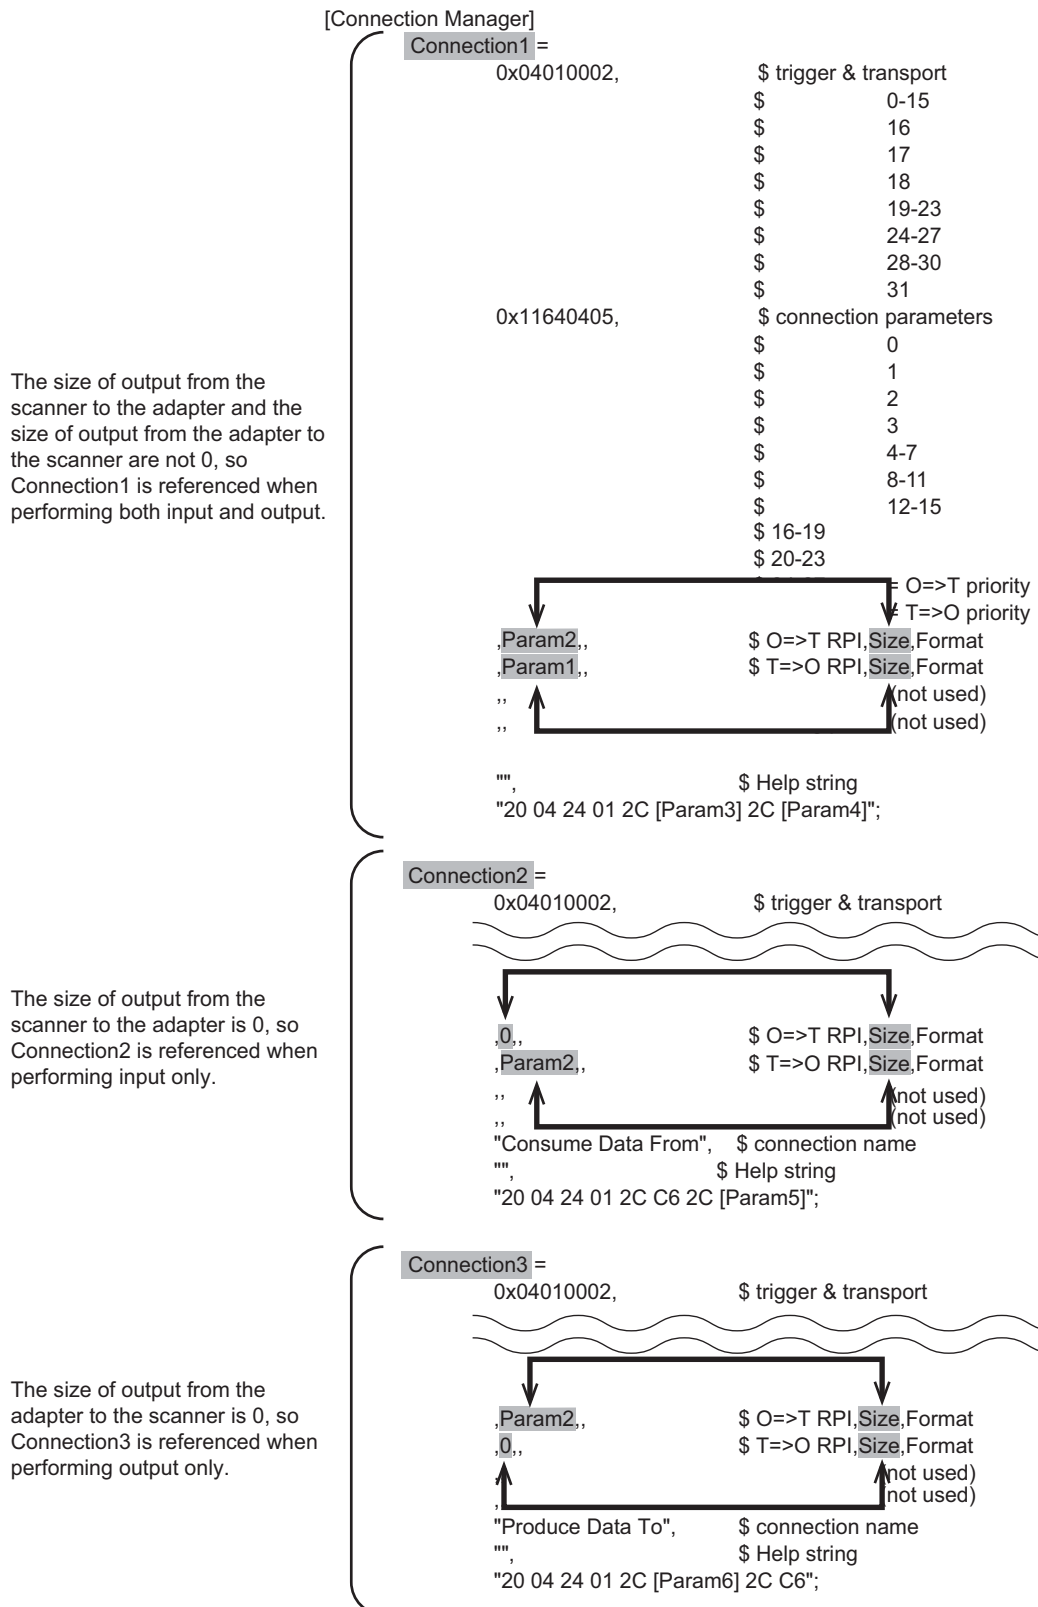 [Connection Manager]
Connection1 =
0x04010002, $ trigger & transport
$ 0-15
$ 16
$ 17
$ 18
$ 19-23
$ 24-27
$ 28-30
$ 31
0x11640405, $ connection parameters
$ 0
$ 1
$ 2
$ 3
$ 4-7
$ 8-11
$ 12-15
$ 16-19
$ 20-23
= O=>T priority
= T=>O priority
,Param2,, $ O=>T RPI,Size,Format
,Param1,, $ T=>O RPI,Size,Format
,, (not used)
,, (not used)
"", $ Help string
"20 04 24 01 2C [Param3] 2C [Param4]";
The size of output from the
scanner to the adapter and the
size of output from the adapter to
the scanner are not 0, so
Connection1 is referenced when
performing both input and output.
Connection2 =
0x04010002, $ trigger & transport
,0,, $ O=>T RPI,Size,Format
,Param2,, $ T=>O RPI,Size,Format
,, (not used)
,, (not used)
"Consume Data From", $ connection name
"", $ Help string
"20 04 24 01 2C C6 2C [Param5]";
The size of output from the
scanner to the adapter is 0, so
Connection2 is referenced when
performing input only.
Connection3 =
0x04010002, $ trigger & transport
,Param2,, $ O=>T RPI,Size,Format
,0,, $ T=>O RPI,Size,Format
, (not used)
, (not used)
"Produce Data To", $ connection name
"", $ Help string
"20 04 24 01 2C [Param6] 2C C6";
The size of output from the
adapter to the scanner is 0, so
Connection3 is referenced when
performing output only.